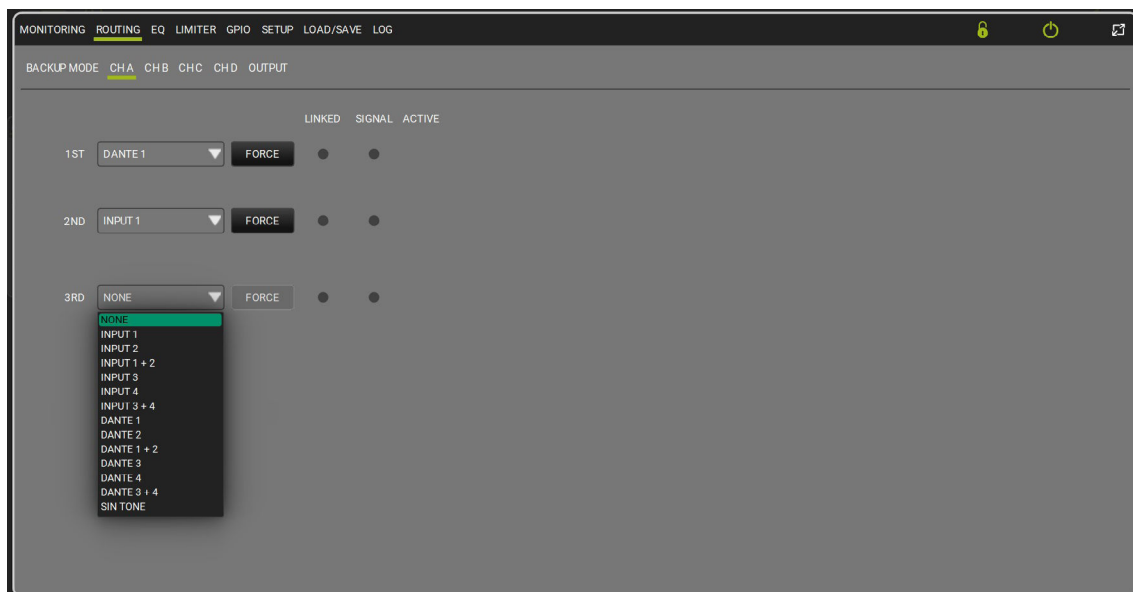 MONITORING ROUTING EQ LIMITER GPIO SETUP LOAD/SAVE LOG
BACKUP MODE CH A CH B CH C CH D OUTPUT
LINKED SIGNAL ACTIVE
1ST DANTE 1 FORCE
2ND INPUT 1 FORCE
3RD NONE FORCE
NONE
INPUT 1
INPUT 2
INPUT 1 + 2
INPUT 3
INPUT 4
INPUT 3 + 4
DANTE 1
DANTE 2
DANTE 1 + 2
DANTE 3
DANTE 4
DANTE 3 + 4
SIN TONE